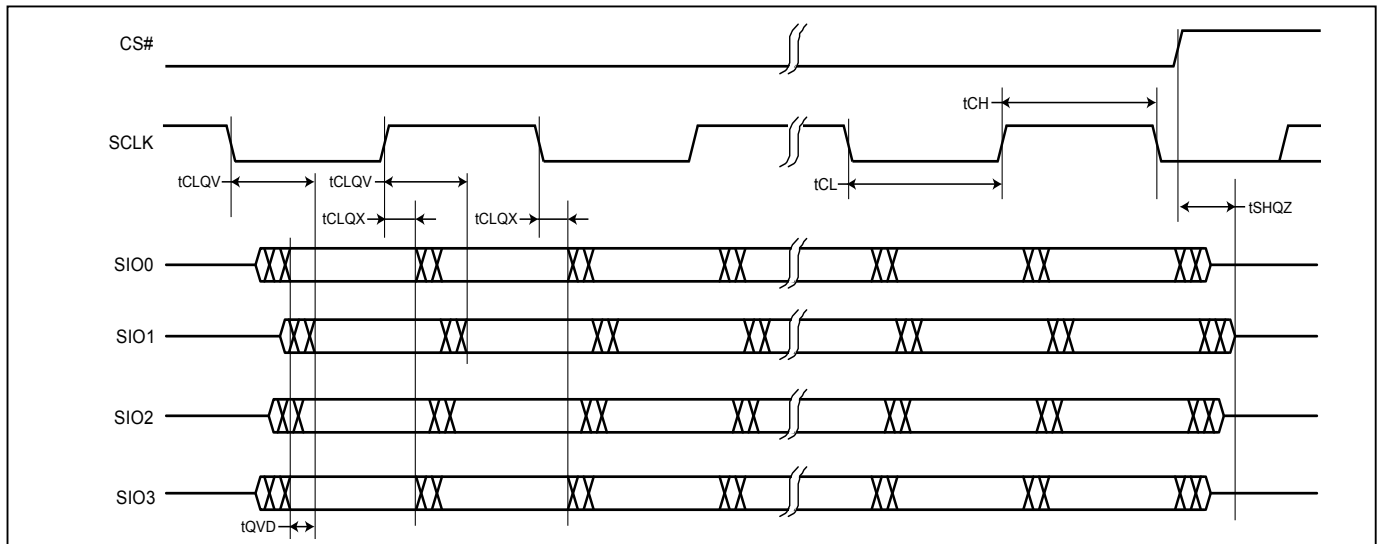 CS#
tCH
SCLK
tCLQV
tCLQV
tCL
tSHQZ
tCLQX
tCLQX
SIO0
SIO1
SIO2
SIO3
tQVD